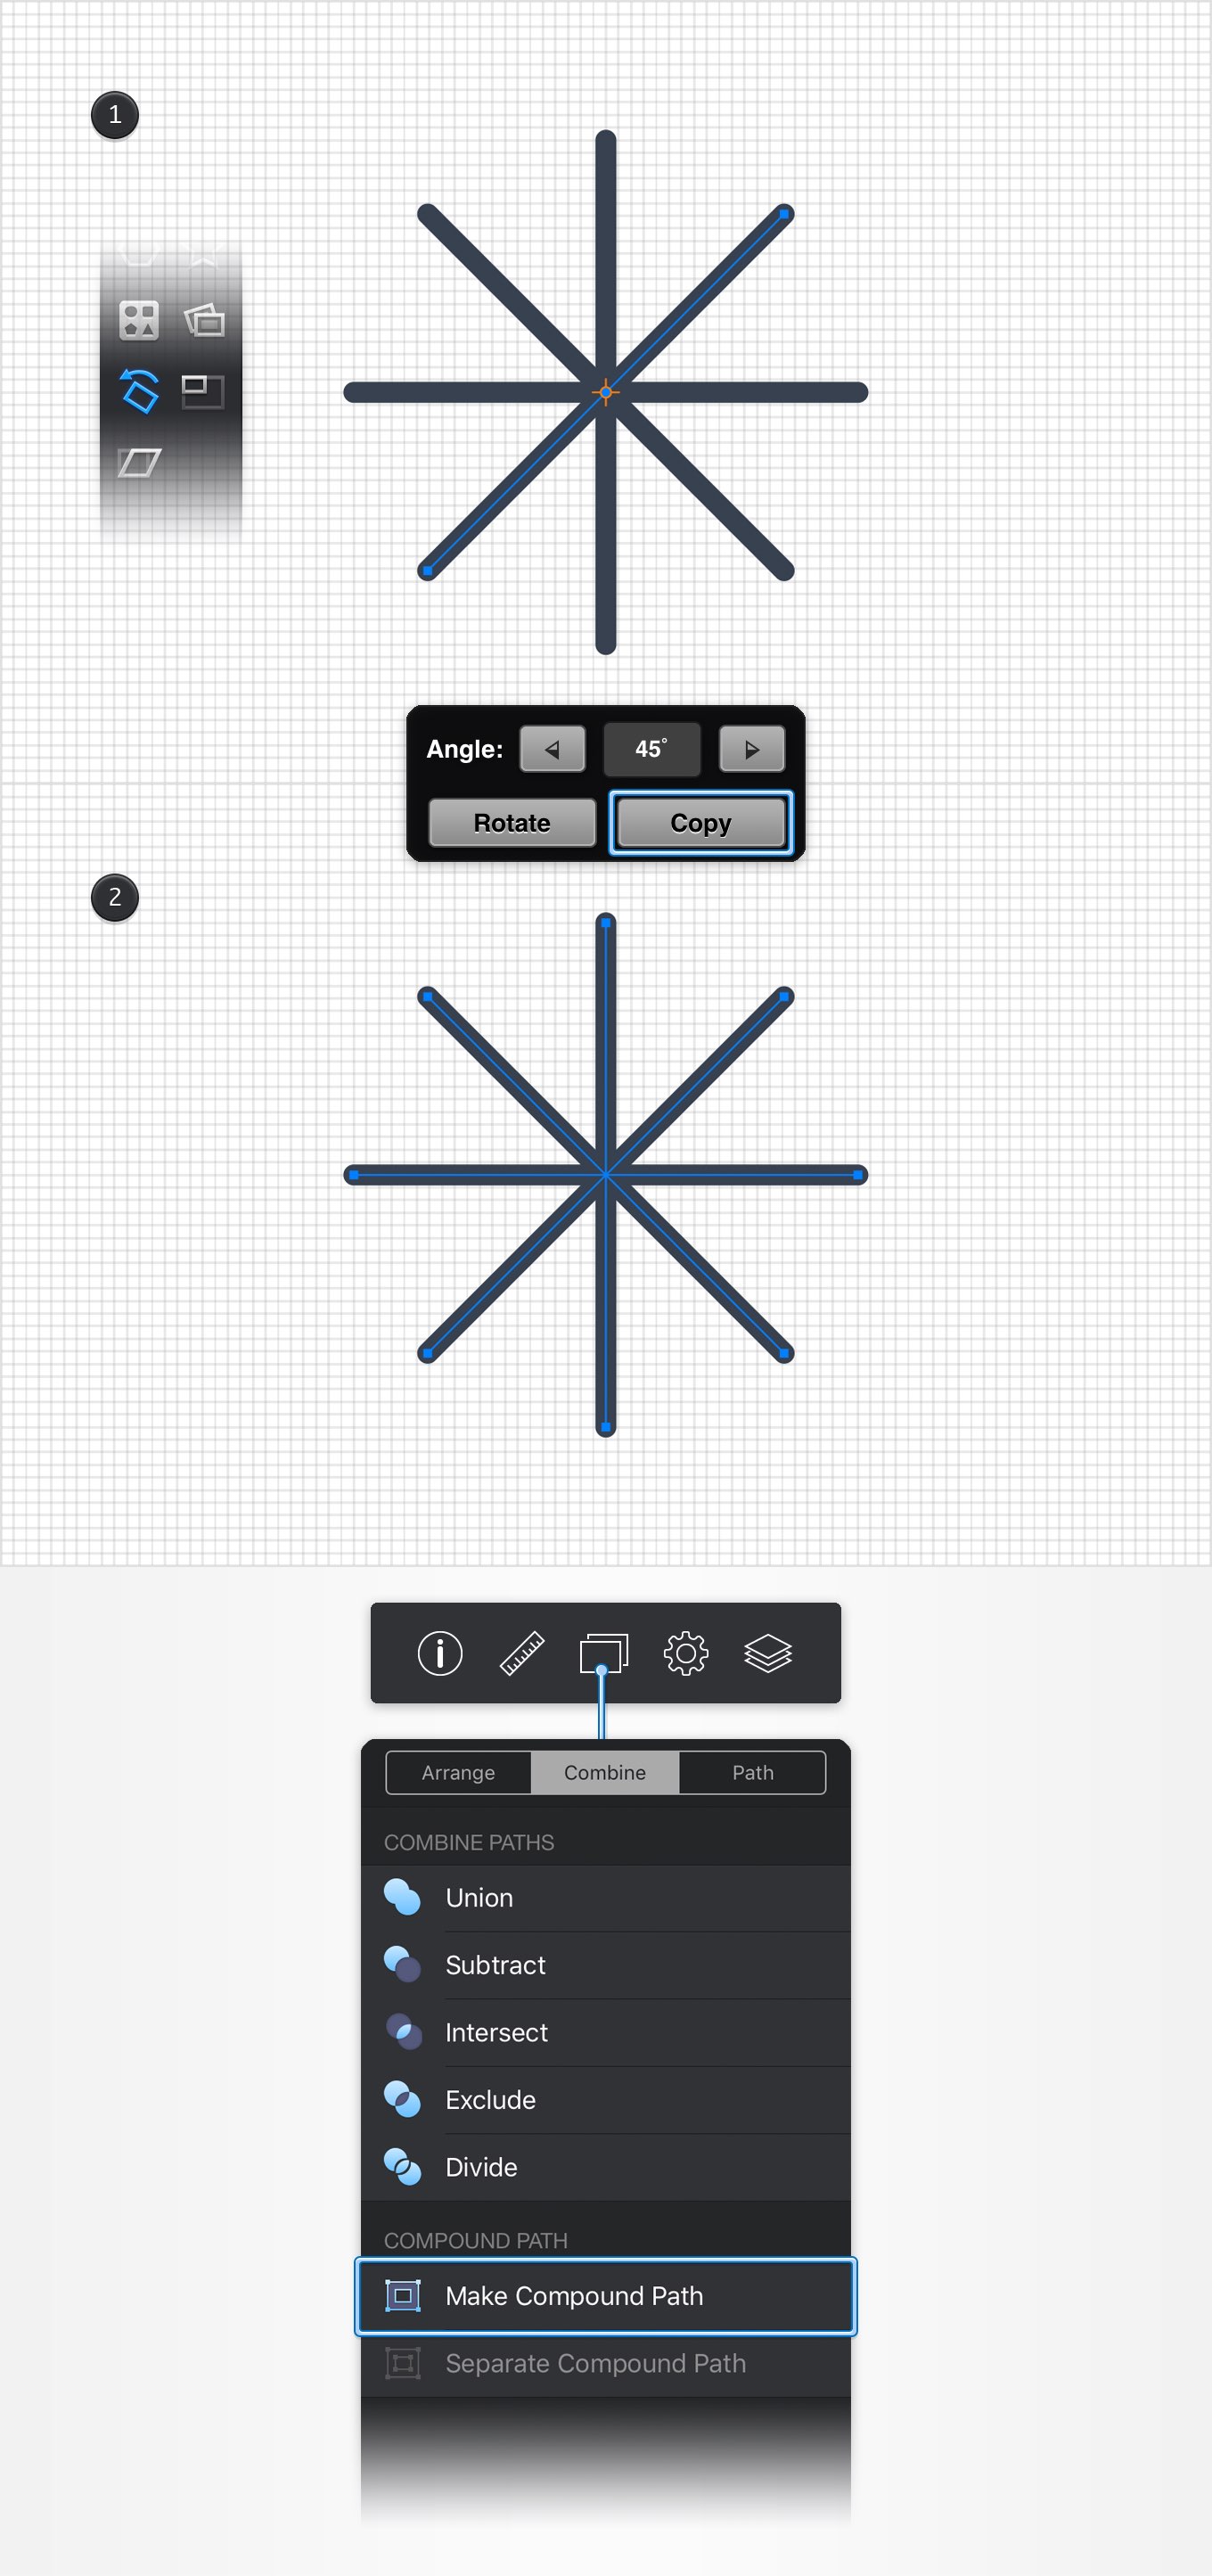 1
Angle: 45°
Rotate Copy
2
Arrange Combine Path
COMBINE PATHS
Union
Subtract
Intersect
Exclude
Divide
COMPOUND PATH
Make Compound Path
Separate Compound Path